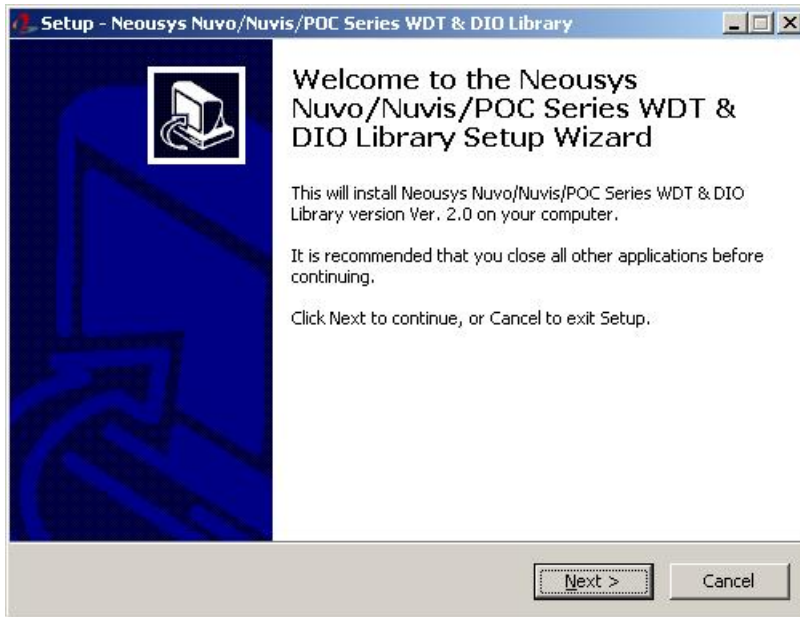 Setup - Neousys Nuvo/Nuvis/POC Series WDT & DIO Library
Welcome to the Neousys
Nuvo/Nuvis/POC Series WDT &
DIO Library Setup Wizard
This will install Neousys Nuvo/Nuvis/POC Series WDT & DIO
Library version Ver. 2.0 on your computer.
It is recommended that you close all other applications before
continuing.
Click Next to continue, or Cancel to exit Setup.
Next >
Cancel